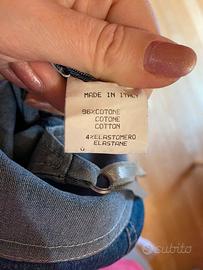 MADE IN ITALY
96%COTONE
COTONE
COTTON
4%ELASTOMERO
ELASTANE
subito